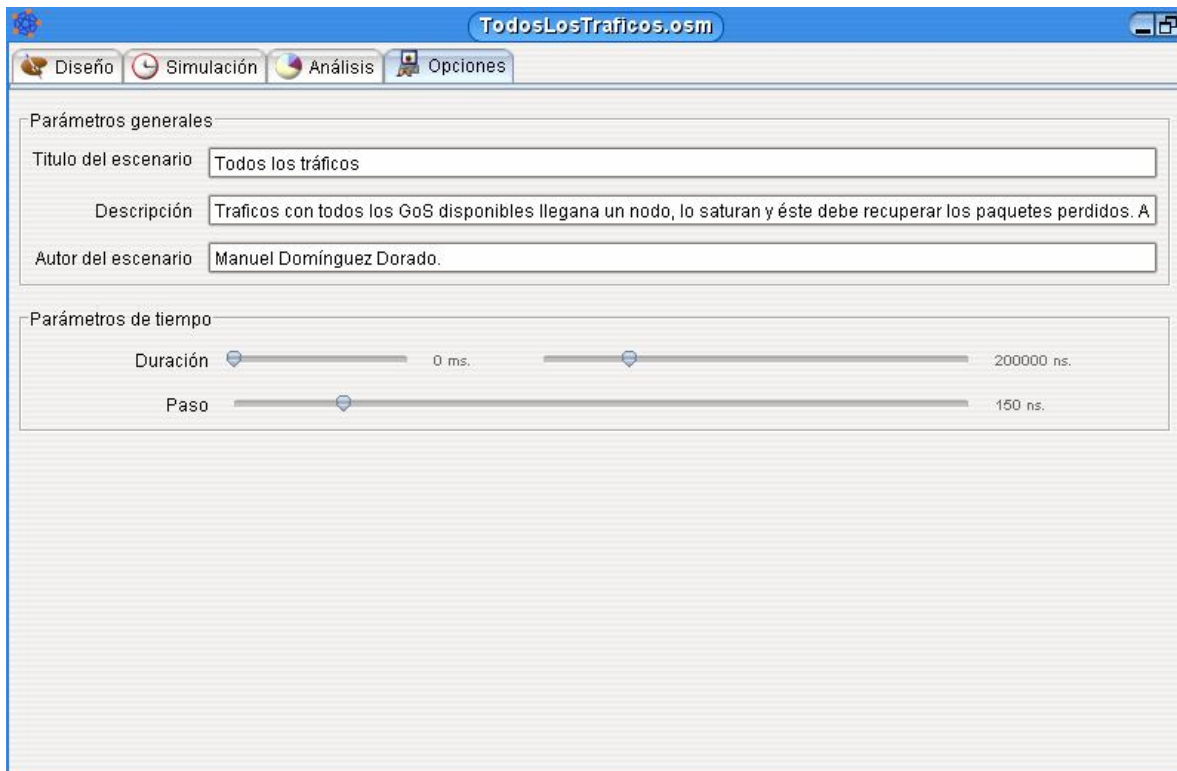 TodosLosTraficos.osm
Diseño Simulación Análisis Opciones
Parámetros generales
Titulo del escenario Todos los tráficos
Descripción Traficos con todos los GoS disponibles llegana un nodo, lo saturan y éste debe recuperar los paquetes perdidos. A
Autor del escenario Manuel Domínguez Dorado.
Parámetros de tiempo
Duración 0 ms. 200000 ns.
Paso 150 ns.